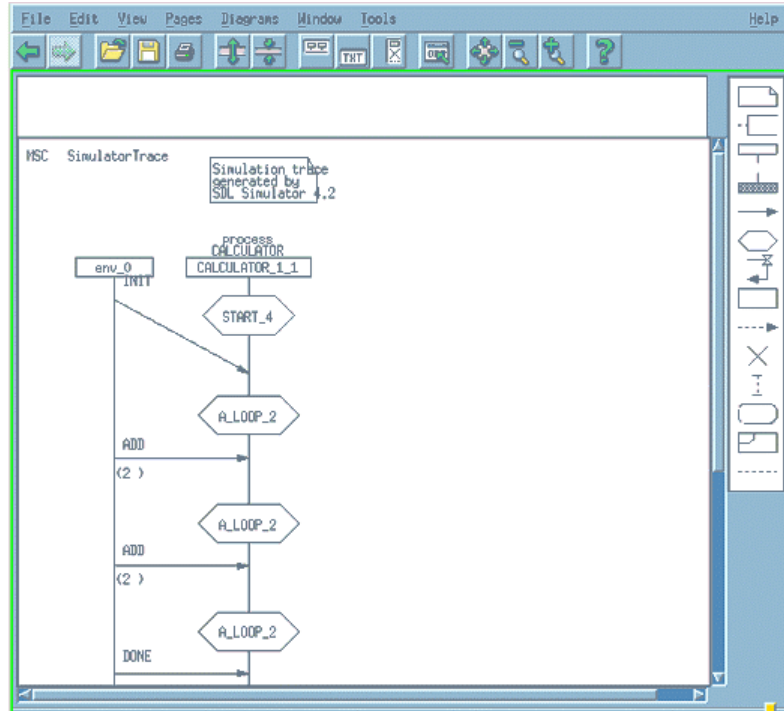 File Edit View Pages Diagrams Window Tools Help
TXT
MSC SimulatorTrace
Simulation trace
generated by
SDL Simulator 4.2
process
CALCULATOR
env_0 CALCULATOR_1_1
INIT
START_4
A_LOOP_2
ADD
(2 )
A_LOOP_2
ADD
(2 )
A_LOOP_2
DONE